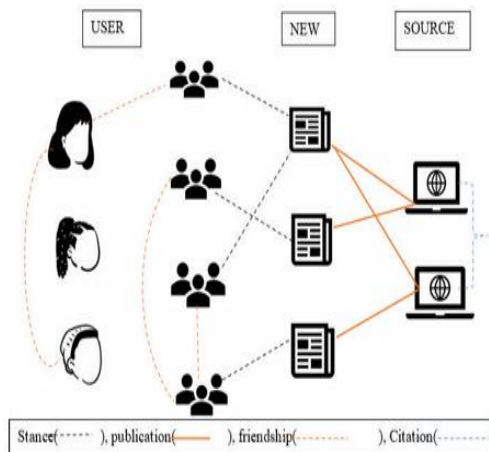 USER
NEW
SOURCE
Stance( ), publication( ), friendship( ), Citation(